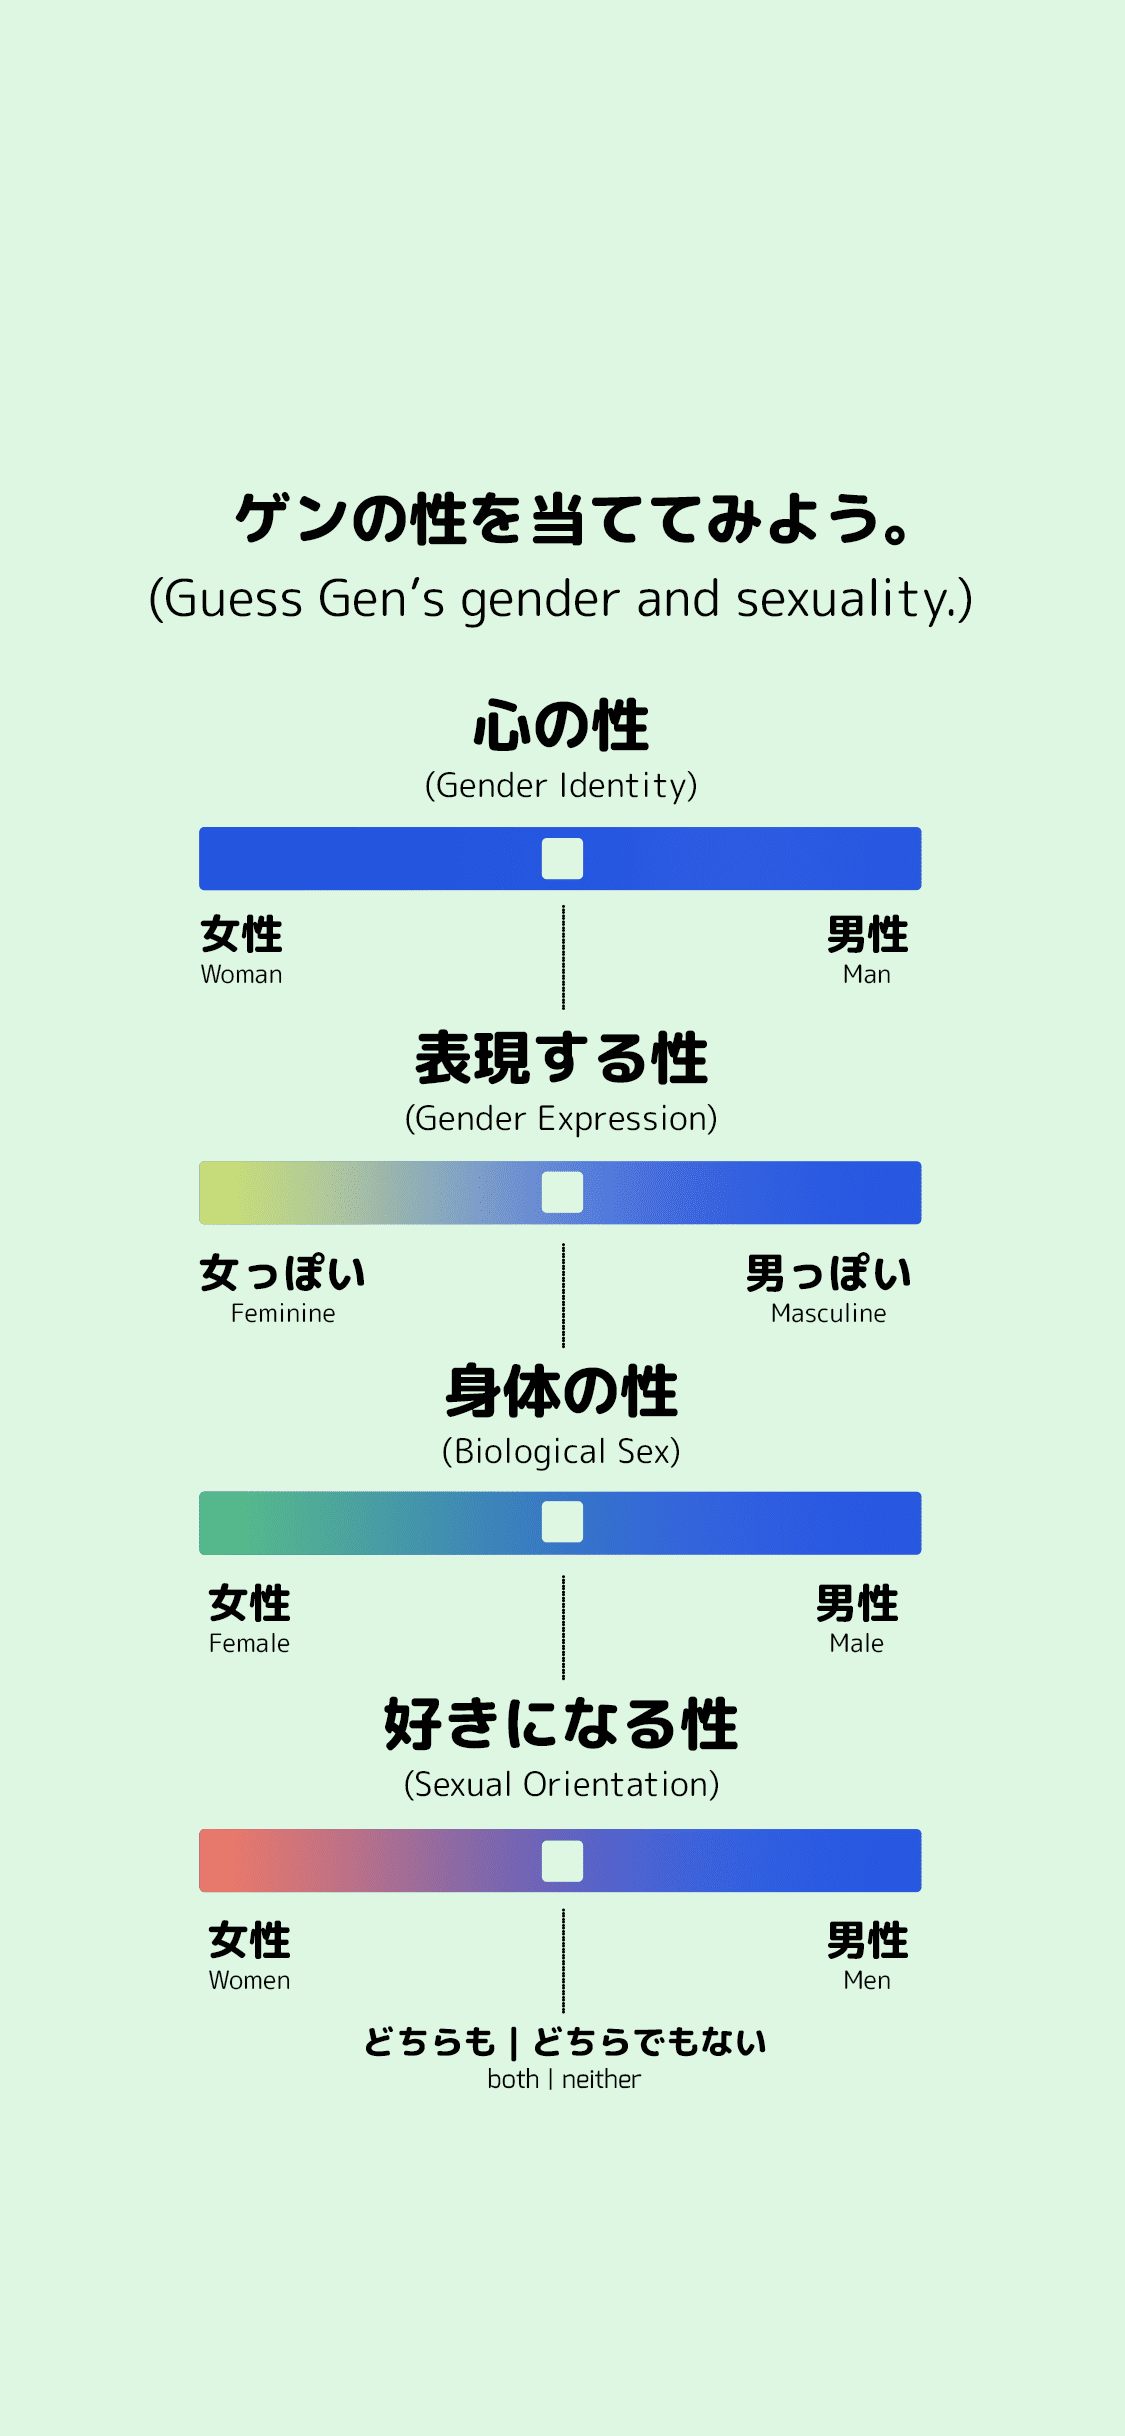 ゲンの性を当ててみよう。
(Guess Gen’s gender and sexuality.)
心の性
(Gender Identity)
女性 男性
Woman Man
表現する性
(Gender Expression)
女っぽい 男っぽい
Feminine Masculine
身体の性
(Biological Sex)
女性 男性
Female Male
好きになる性
(Sexual Orientation)
女性 男性
Women Men
どちらも | どちらでもない
both | neither